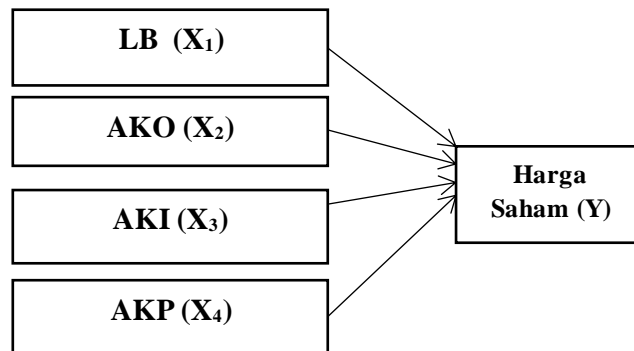 LB (X₁)
AKO (X₂)
AKI (X₃)
AKP (X₄)
Harga
Saham (Y)